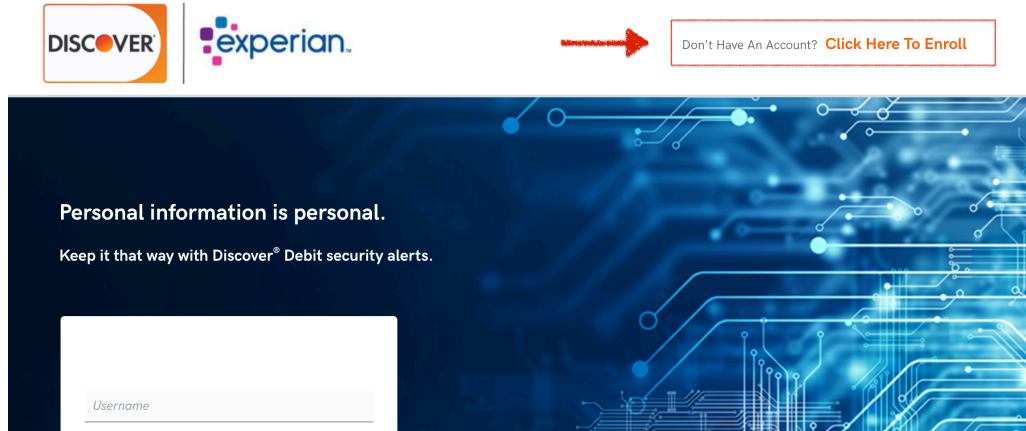 DISCOVER®
experian™
Don't Have An Account? Click Here To Enroll
Personal information is personal.
Keep it that way with Discover® Debit security alerts.
Username